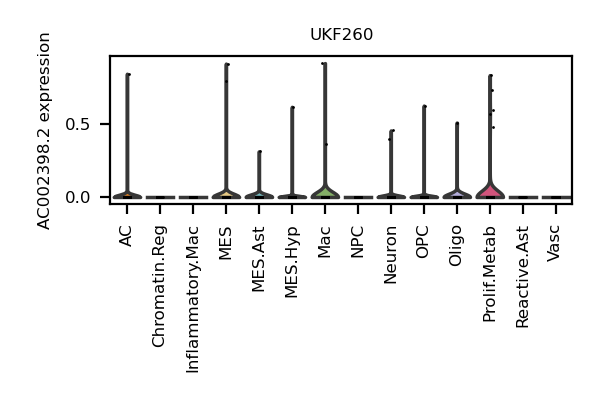 UKF260
AC002398.2 expression
0.5
0.0
AC
Chromatin.Reg
Inflammatory.Mac
MES
MES.Ast
MES.Hyp
Mac
NPC
Neuron
OPC
Oligo
Prolif.Metab
Reactive.Ast
Vasc